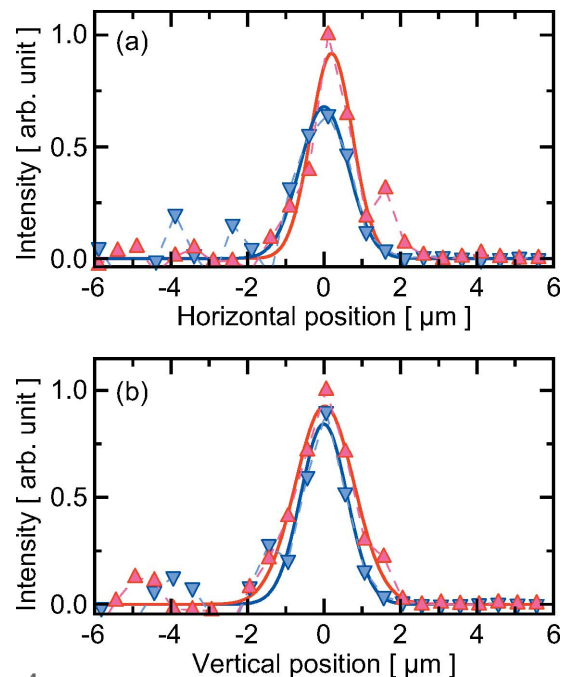 (a)
1.0
0.5
0.0
Intensity [ arb. unit ]
-6 -4 -2 0 2 4 6
Horizontal position [ µm ]
(b)
1.0
0.5
0.0
Intensity [ arb. unit ]
-6 -4 -2 0 2 4 6
Vertical position [ µm ]